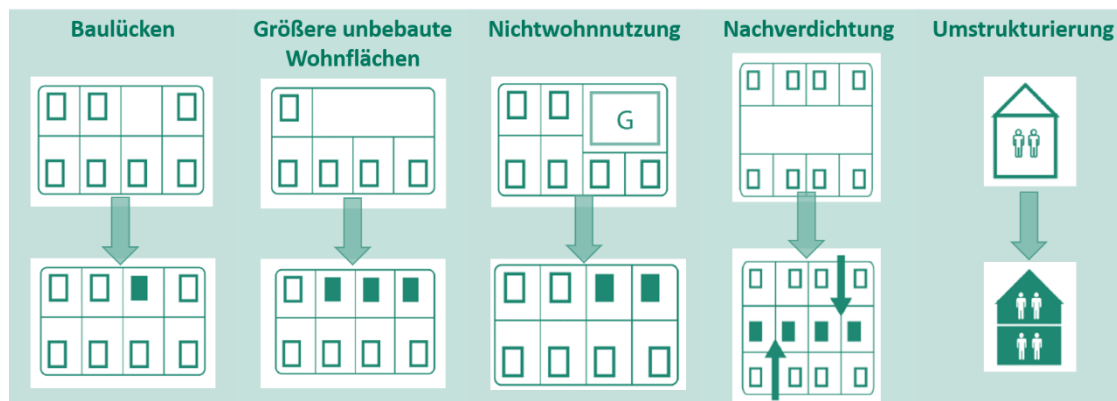 Baulücken
Größere unbebaute
Wohnflächen
Nichtwohnnutzung
Nachverdichtung
Umstrukturierung
G